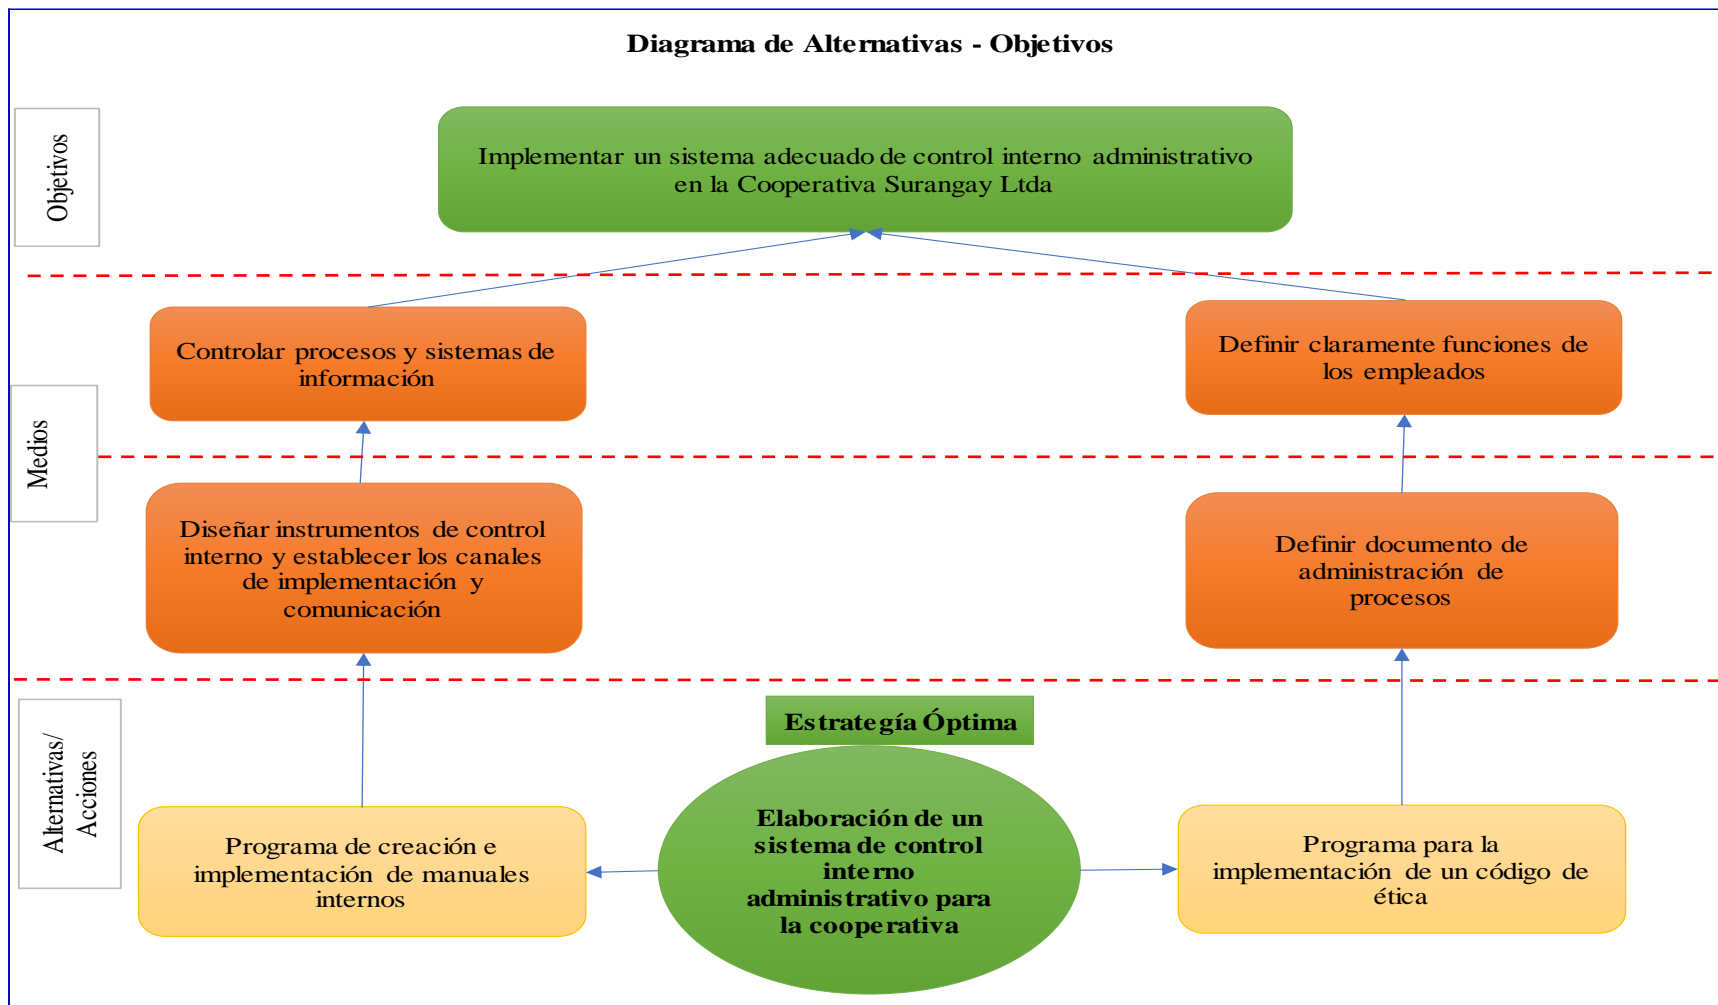 Diagrama de Alternativas - Objetivos
Objetivos
Implementar un sistema adecuado de control interno administrativo
en la Cooperativa Surangay Ltda
Medios
Controlar procesos y sistemas de
información
Definir claramente funciones de
los empleados
Diseñar instrumentos de control
interno y establecer los canales
de implementación y
comunicación
Definir documento de
administración de
procesos
Alternativas/
Acciones
Estrategía Óptima
Programa de creación e
implementación de manuales
internos
Elaboración de un
sistema de control
interno
administrativo para
la cooperativa
Programa para la
implementación de un código de
ética